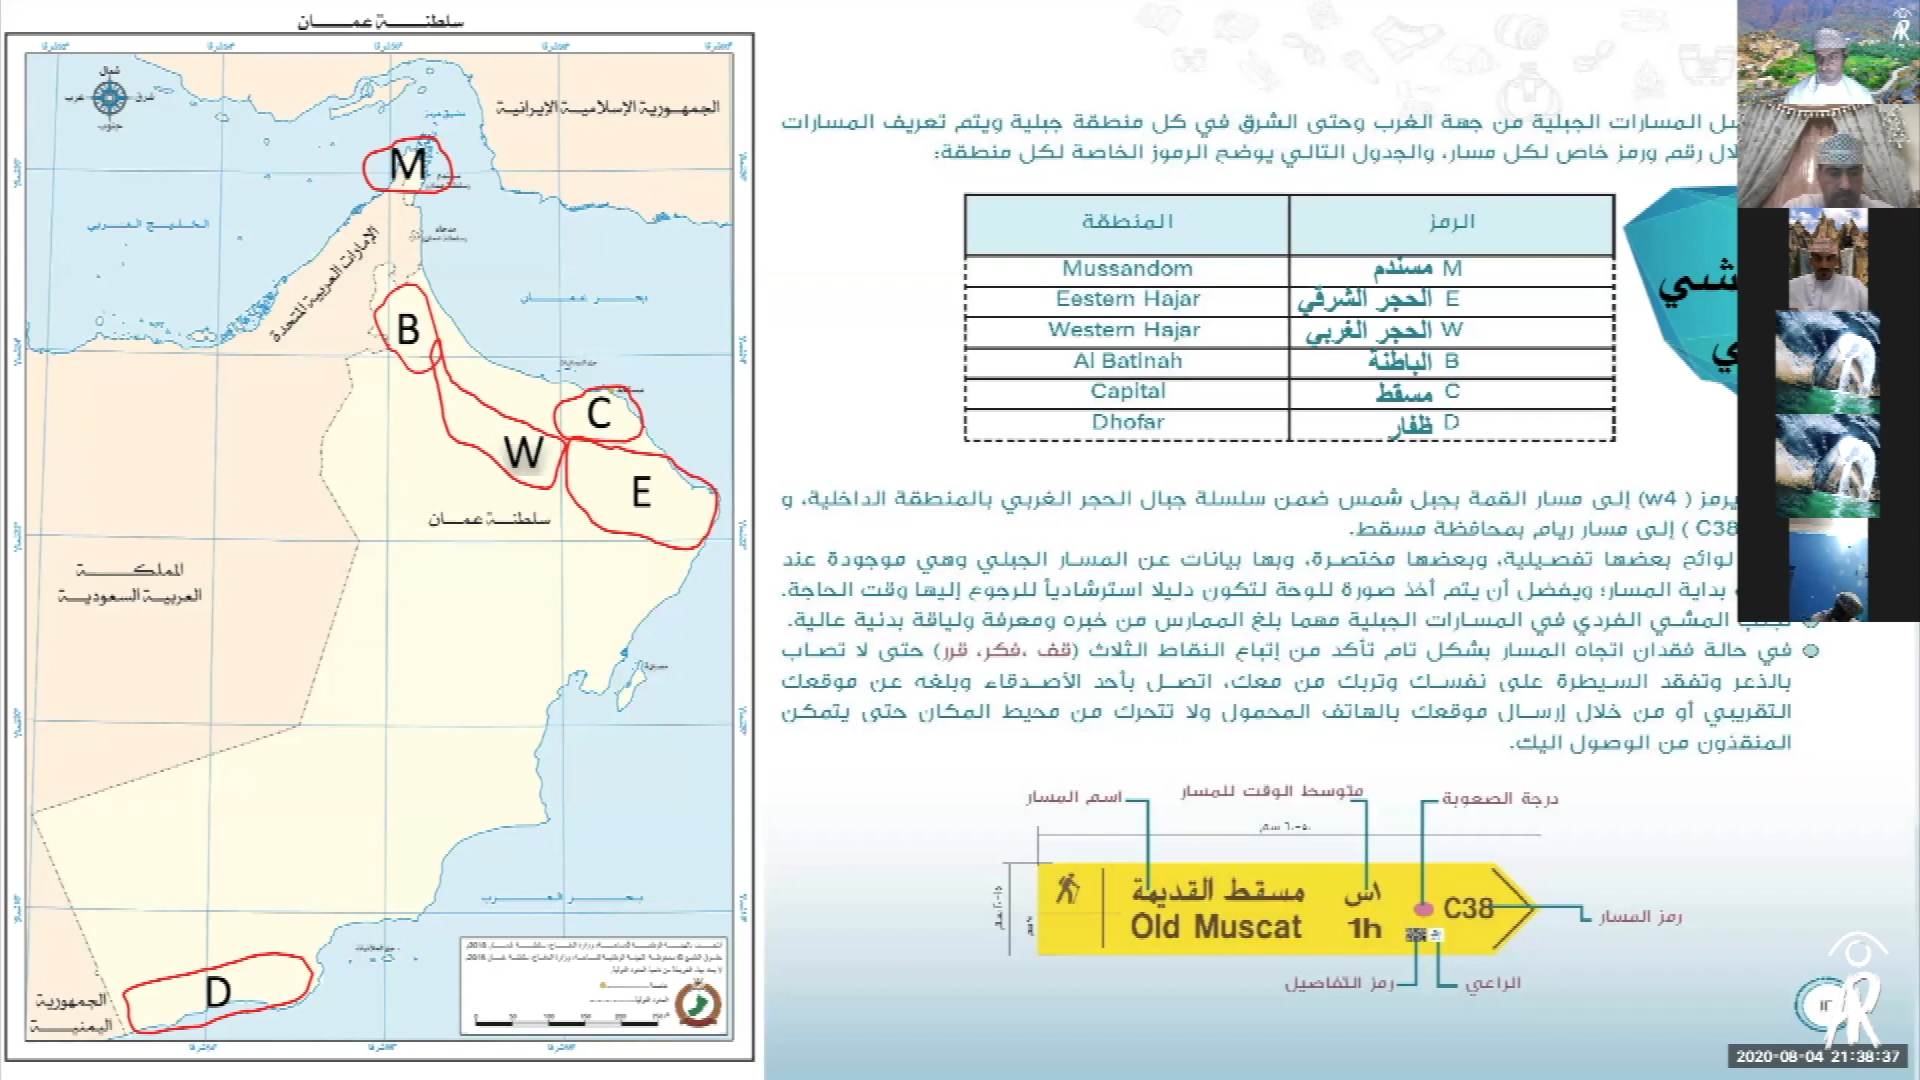 سلطنـــة عمـــان
شمال
شرق
غرب
جنوب
الجمهورية الإسلامية الإيرانية
M
الخليج العربي
الإمارات العربية المتحدة
بحر عمان
B
C
W
E
سلطنة عمان
المملكة
العربية السعودية
بحر العرب
D
الجمهورية
اليمنية
المسارات الجبلية من جهة الغرب وحتى الشرق في كل منطقة جبلية ويتم تعريف المسارات
رقم ورمز خاص لكل مسار، والجدول التالي يوضح الرموز الخاصة لكل منطقة:
الرمز المنطقة
M مسندم Mussandom
E الحجر الشرقي Eestern Hajar
W الحجر الغربي Western Hajar
B الباطنة Al Batinah
C مسقط Capital
D ظفار Dhofar
يرمز ( w4) إلى مسار القمة بجبل شمس ضمن سلسلة جبال الحجر الغربي بالمنطقة الداخلية، و
C38 ) إلى مسار ريام بمحافظة مسقط.
لوائح بعضها تفصيلية، وبعضها مختصرة، وبها بيانات عن المسار الجبلي وهي موجودة عند
بداية المسار؛ ويفضل أن يتم أخذ صورة للوحة لتكون دليلا استرشادياً للرجوع إليها وقت الحاجة.
المشي الفردي في المسارات الجبلية مهما بلغ الممارس من خبره ومعرفة ولياقة بدنية عالية.
في حالة فقدان اتجاه المسار بشكل تام تأكد من إتباع النقاط الثلاث (قف ،فكر، قرر) حتى لا تصاب
بالذعر وتفقد السيطرة على نفسك وتربك من معك، اتصل بأحد الأصدقاء وبلغه عن موقعك
التقريبي أو من خلال إرسال موقعك بالهاتف المحمول ولا تتحرك من محيط المكان حتى يتمكن
المنقذون من الوصول اليك.
درجة الصعوبة
متوسط الوقت للمسار
اسم المسار
مسقط القديمة ١س
Old Muscat 1h C38
رمز المسار
الراعي
رمز التفاصيل
١٣
2020-08-04 21:38:37